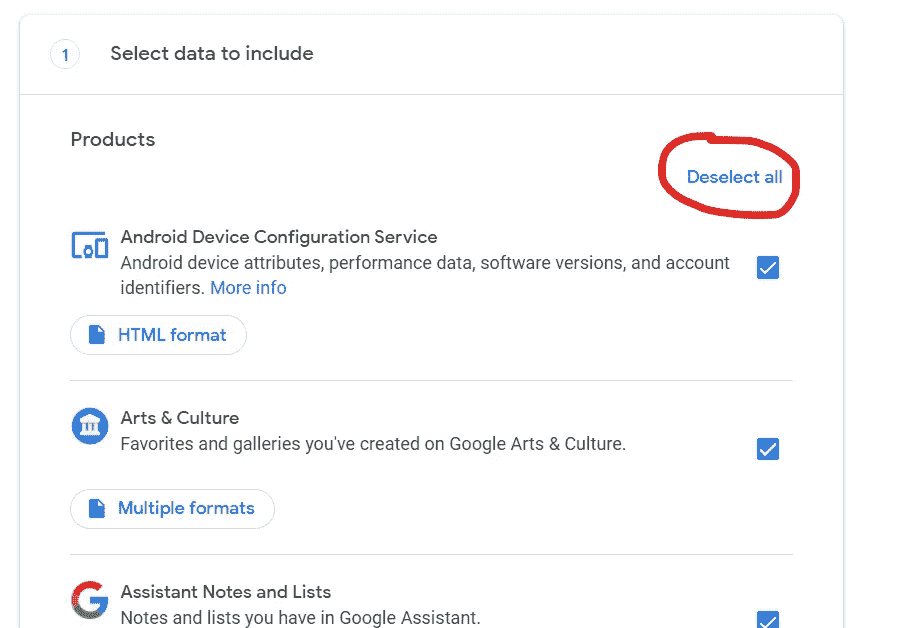 1 Select data to include
Products
Deselect all
Android Device Configuration Service
Android device attributes, performance data, software versions, and account
identifiers. More info
HTML format
Arts & Culture
Favorites and galleries you've created on Google Arts & Culture.
Multiple formats
Assistant Notes and Lists
Notes and lists you have in Google Assistant.